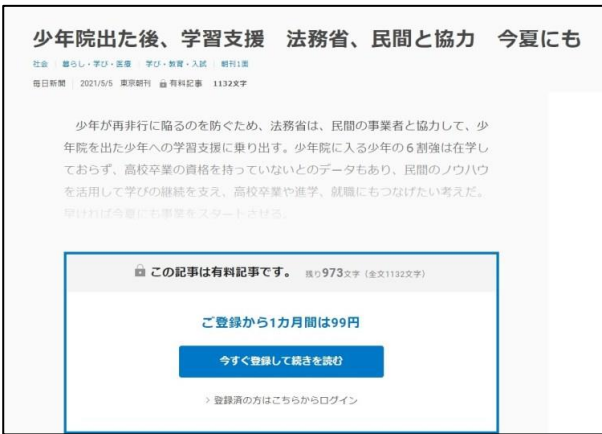 少年院出た後、学習支援　法務省、民間と協力　今夏にも
社会 | 暮らし・学び・医療 | 学び・教育・入試 | 朝刊1面
毎日新聞 | 2021/5/5 東京朝刊 有料記事 1132文字
少年が再非行に陥るのを防ぐため、法務省は、民間の事業者と協力して、少
年院を出た少年への学習支援に乗り出す。少年院に入る少年の6割強は在学し
ておらず、高校卒業の資格を持っていないとのデータもあり、民間のノウハウ
を活用して学びの継続を支え、高校卒業や進学、就職にもつなげたい考えだ。
早ければ今夏にも事業をスタートさせる。
この記事は有料記事です。 残り973文字（全文1132文字）
ご登録から1カ月間は99円
今すぐ登録して続きを読む
> 登録済の方はこちらからログイン